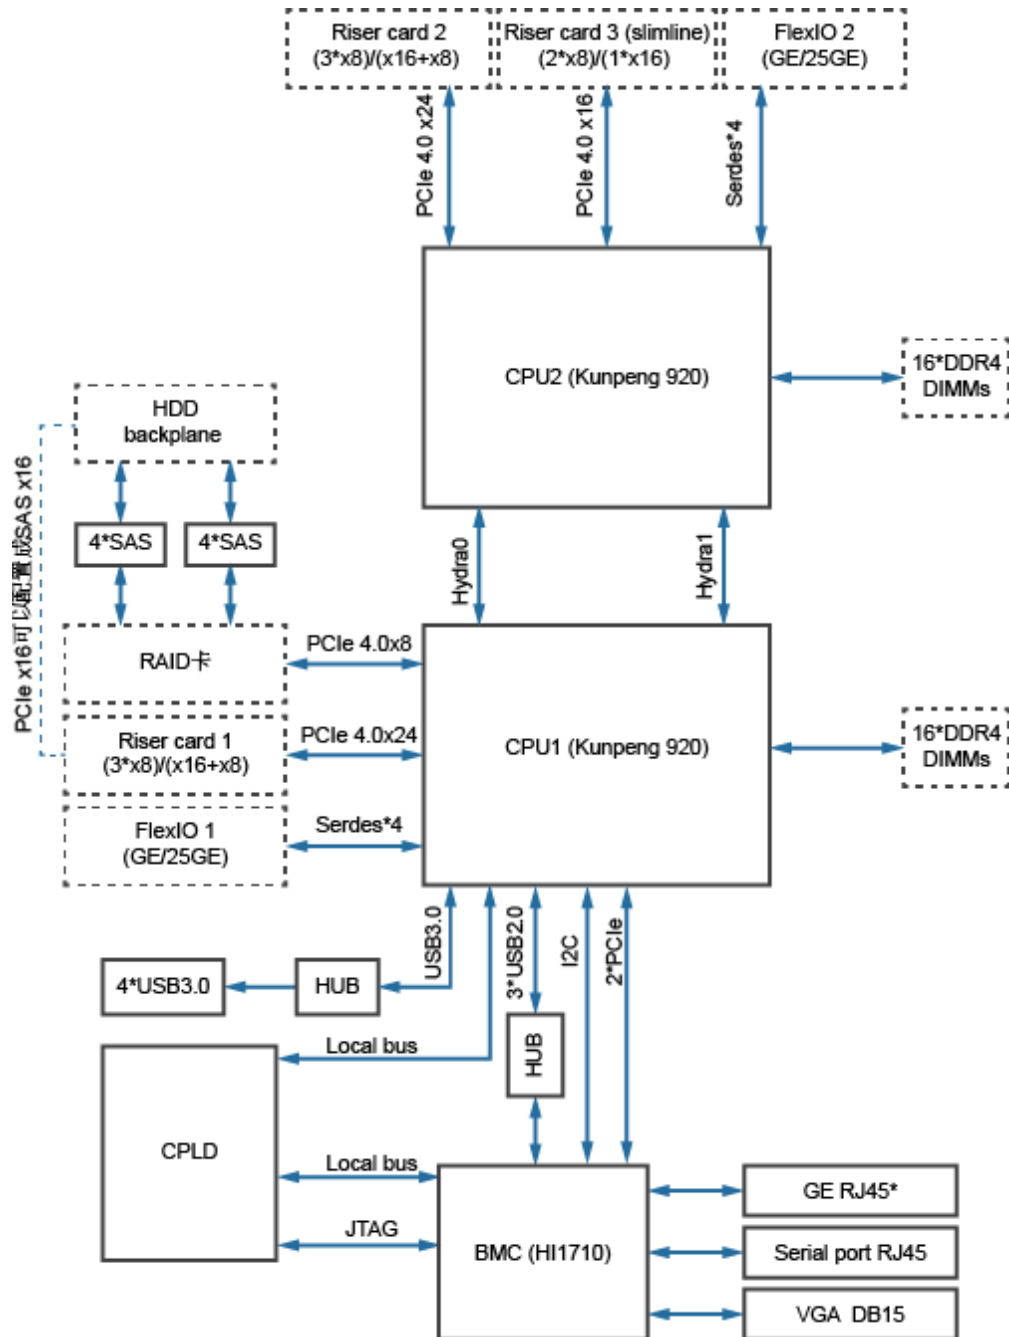 Riser card 2
(3*x8)/(x16+x8)
Riser card 3 (slimline)
(2*x8)/(1*x16)
FlexIO 2
(GE/25GE)
PCIe 4.0 x24
PCIe 4.0 x16
Serdes*4
CPU2 (Kunpeng 920)
16*DDR4
DIMMs
HDD
backplane
4*SAS
4*SAS
PCIe x16可以配置成SAS x16
Hydra0
Hydra1
RAID卡
PCIe 4.0x8
Riser card 1
(3*x8)/(x16+x8)
PCIe 4.0x24
CPU1 (Kunpeng 920)
16*DDR4
DIMMs
FlexIO 1
(GE/25GE)
Serdes*4
USB3.0
3*USB2.0
I2C
2*PCIe
4*USB3.0
HUB
HUB
Local bus
CPLD
Local bus
JTAG
BMC (HI1710)
GE RJ45*
Serial port RJ45
VGA DB15